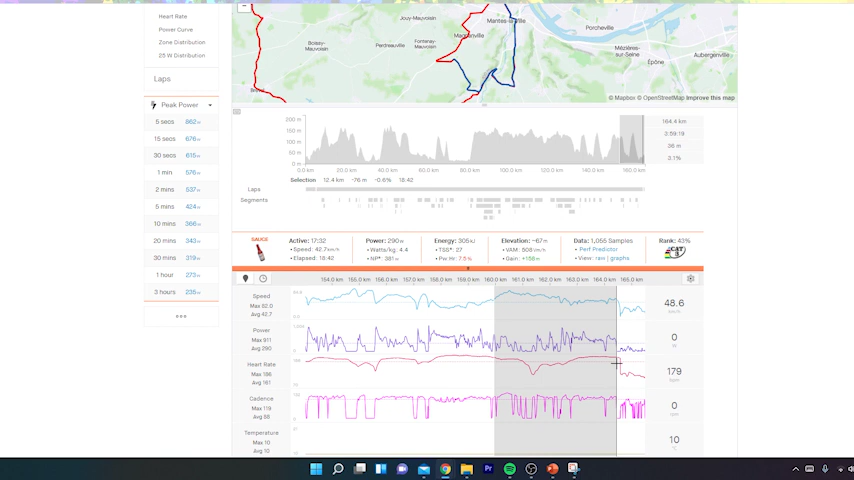 Heart Rate
Power Curve
Zone Distribution
25 W Distribution
Laps
Peak Power
5 secs 862w
15 secs 676w
30 secs 615w
1 min 576w
2 mins 537w
5 mins 424w
10 mins 366w
20 mins 343w
30 mins 319w
1 hour 273w
3 hours 205w
Jouy-Mauvoisin
Mantes-la-Ville
Magnanville
Boissy-Mauvoisin
Perdreauville
Fontenay-Mauvoisin
Porcheville
Mézières-sur-Seine
Épône
Aubergenville
Bréval
© Mapbox © OpenStreetMap Improve this map
200 m
150 m
100 m
50 m
0 m
0.0 km 20.0 km 40.0 km 60.0 km 80.0 km 100.0 km 120.0 km 140.0 km 160.0 km
164.4 km
3:59:19
36 m
3.1%
Selection 12.4 km -76 m -0.6% 18:42
Laps
Segments
SAUCE
Active: 17:32
Speed: 42.7km/h
Elapsed: 18:42
Power: 290w
Watts/kg: 4.4
NP®: 381w
Energy: 305kJ
TSS®: 27
Pw:Hr: 7.5%
Elevation: ~67m
VAM: 508Vm/h
Gain: +158m
Data: 1,055 Samples
Perf Predictor
View: raw | graphs
Rank: 43%
CAT
3
154.0 km 155.0 km 156.0 km 157.0 km 158.0 km 159.0 km 160.0 km 161.0 km 162.0 km 163.0 km 164.0 km 165.0 km
Speed
Max 62.0
Avg 42.7
48.6
km/h
Power
Max 911
Avg 290
0
Heart Rate
Max 186
Avg 181
179
bpm
Cadence
Max 119
Avg 88
0
rpm
Temperature
Max 10
Avg 10
10